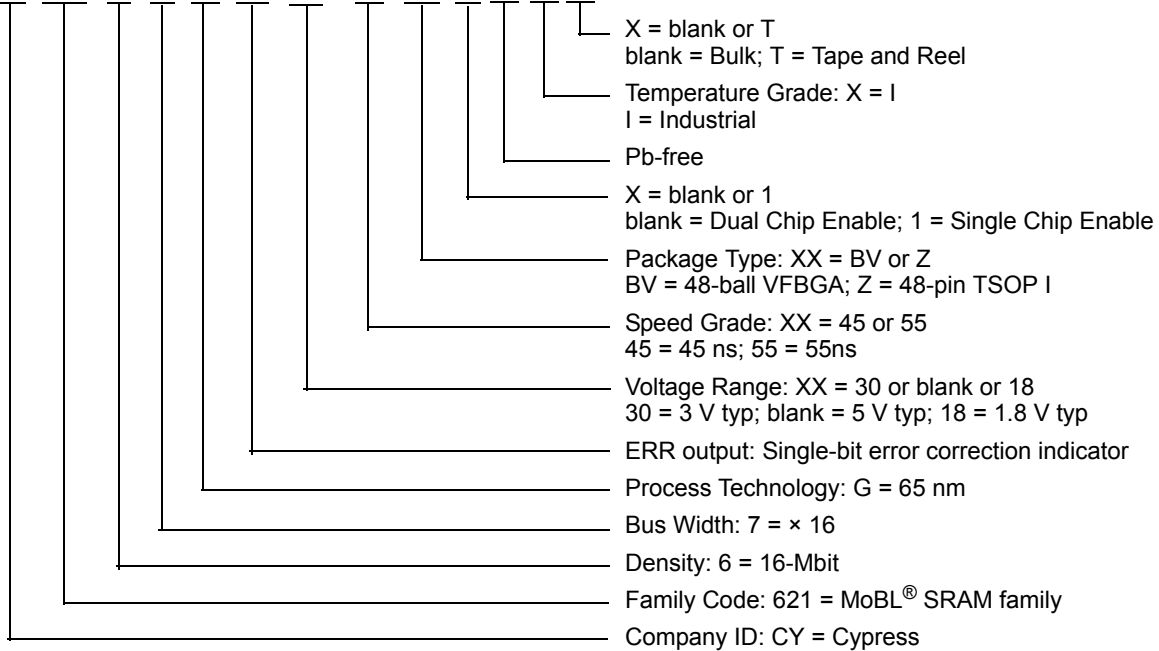 X = blank or T
blank = Bulk; T = Tape and Reel
Temperature Grade: X = I
I = Industrial
Pb-free
X = blank or 1
blank = Dual Chip Enable; 1 = Single Chip Enable
Package Type: XX = BV or Z
BV = 48-ball VFBGA; Z = 48-pin TSOP I
Speed Grade: XX = 45 or 55
45 = 45 ns; 55 = 55ns
Voltage Range: XX = 30 or blank or 18
30 = 3 V typ; blank = 5 V typ; 18 = 1.8 V typ
ERR output: Single-bit error correction indicator
Process Technology: G = 65 nm
Bus Width: 7 = × 16
Density: 6 = 16-Mbit
Family Code: 621 = MoBL® SRAM family
Company ID: CY = Cypress